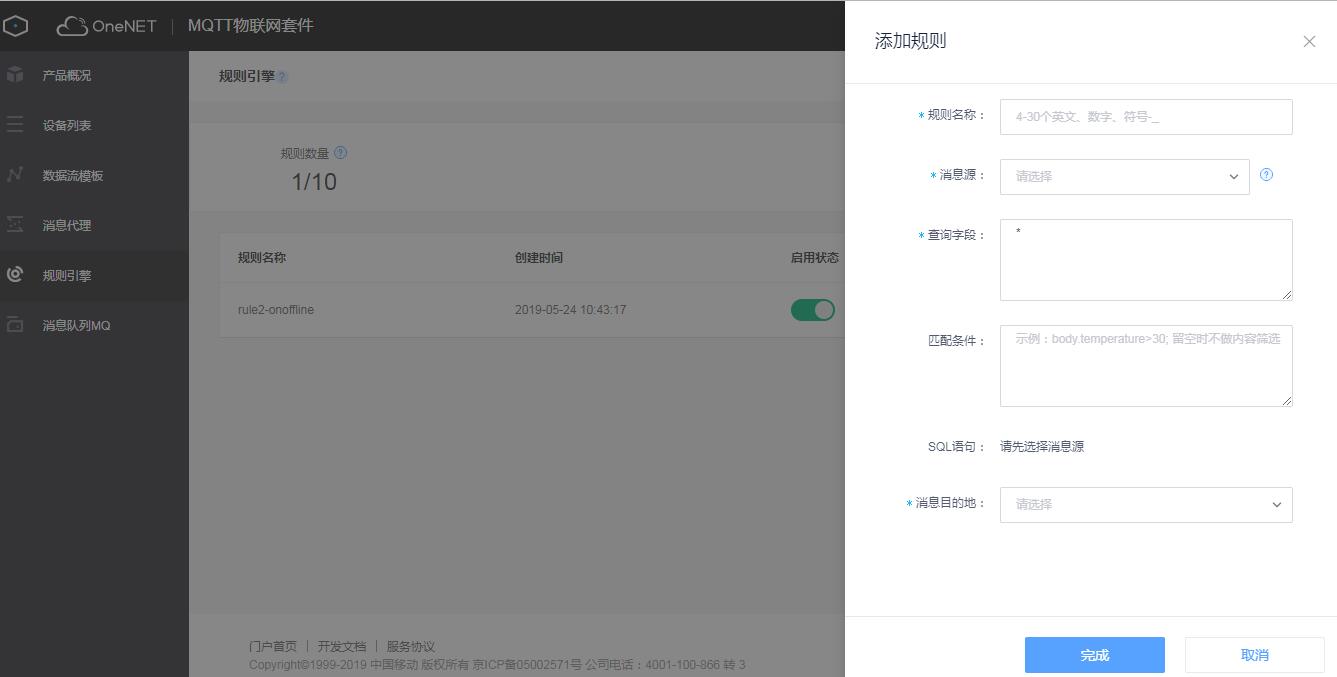 OneNET | MQTT物联网套件
产品概况
设备列表
数据流模板
消息代理
规则引擎
消息队列MQ
规则引擎 ?
规则数量 ?
1/10
规则名称 创建时间 启用状态
rule2-onoffline 2019-05-24 10:43:17
门户首页 | 开发文档 | 服务协议
Copyright©1999-2019 中国移动 版权所有 京ICP备05002571号 公司电话：4001-100-866 转 3
添加规则
* 规则名称： 4-30个英文、数字、符号-_
* 消息源： 请选择 ?
* 查询字段： *
匹配条件： 示例：body.temperature>30; 留空时不做内容筛选
SQL语句： 请先选择消息源
* 消息目的地： 请选择
完成 取消